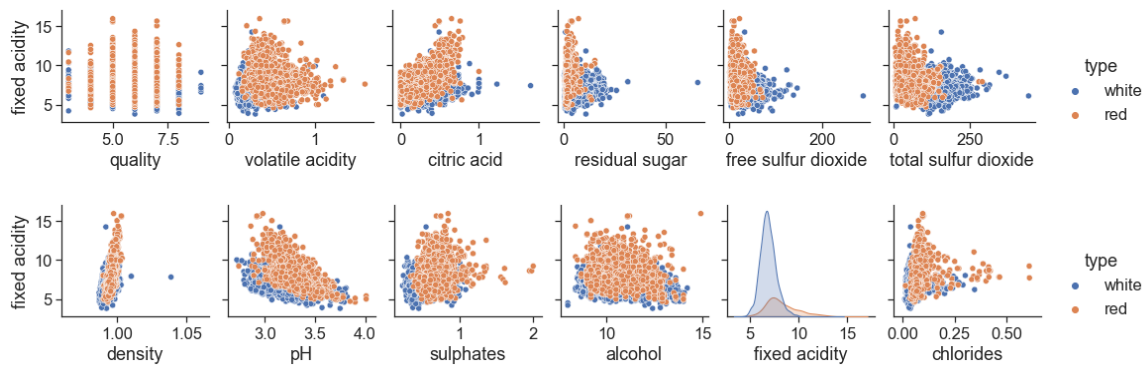 fixed acidity
15
10
5
5.0 7.5
quality
0 1
volatile acidity
0 1
citric acid
0 50
residual sugar
0 200
free sulfur dioxide
0 250
total sulfur dioxide
type
white
red
fixed acidity
15
10
5
1.00 1.05
density
3.0 3.5 4.0
pH
1 2
sulphates
10 15
alcohol
5 10 15
fixed acidity
0.00 0.25 0.50
chlorides
type
white
red